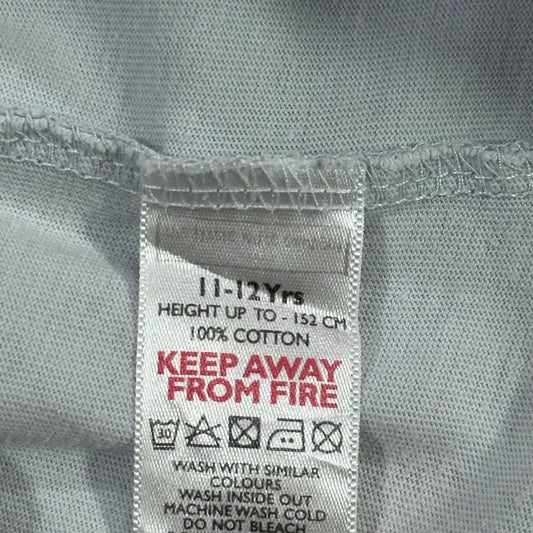 11-12Yrs
HEIGHT UP TO - 152 CM
100% COTTON
KEEP AWAY
FROM FIRE
30
WASH WITH SIMILAR
COLOURS
WASH INSIDE OUT
MACHINE WASH COLD
DO NOT BLEACH